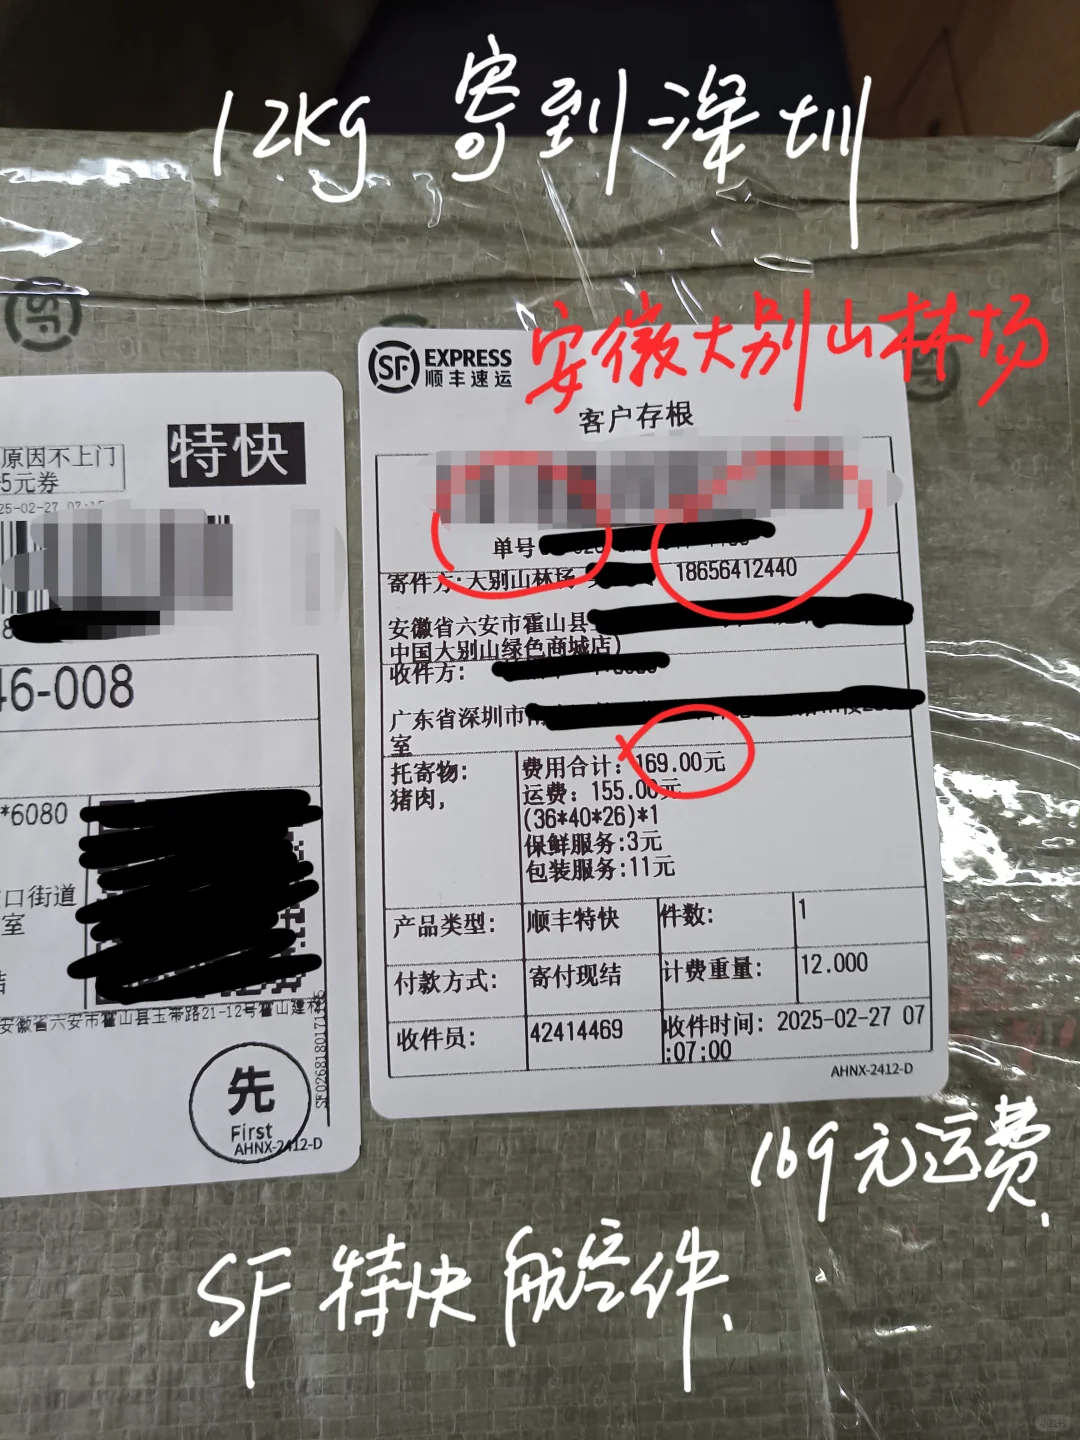 12Kg 寄到深圳
安徽大别山林场
SF EXPRESS
顺丰速运
客户存根
单号
寄件方:大别山林场 18656412440
安徽省六安市霍山县
中国大别山绿色商城店)
收件方:
广东省深圳市南
室
托寄物:
猪肉,
费用合计: 169.00元
运费: 155.00元
(36*40*26)*1
保鲜服务:3元
包装服务:11元
产品类型: 顺丰特快 件数: 1
付款方式: 寄付现结 计费重量: 12.000
收件员: 42414469 收件时间: 2025-02-27 07
:07:00
AHNX-2412-D
原因不上门
5元券
特快
25-02-27 07:1
8
46-008
*6080
口街道
室
安徽省六安市霍山县玉带路21-12号霍山建材
先
First
AHNX-2412-D
169元运费.
SF 特快航空件.